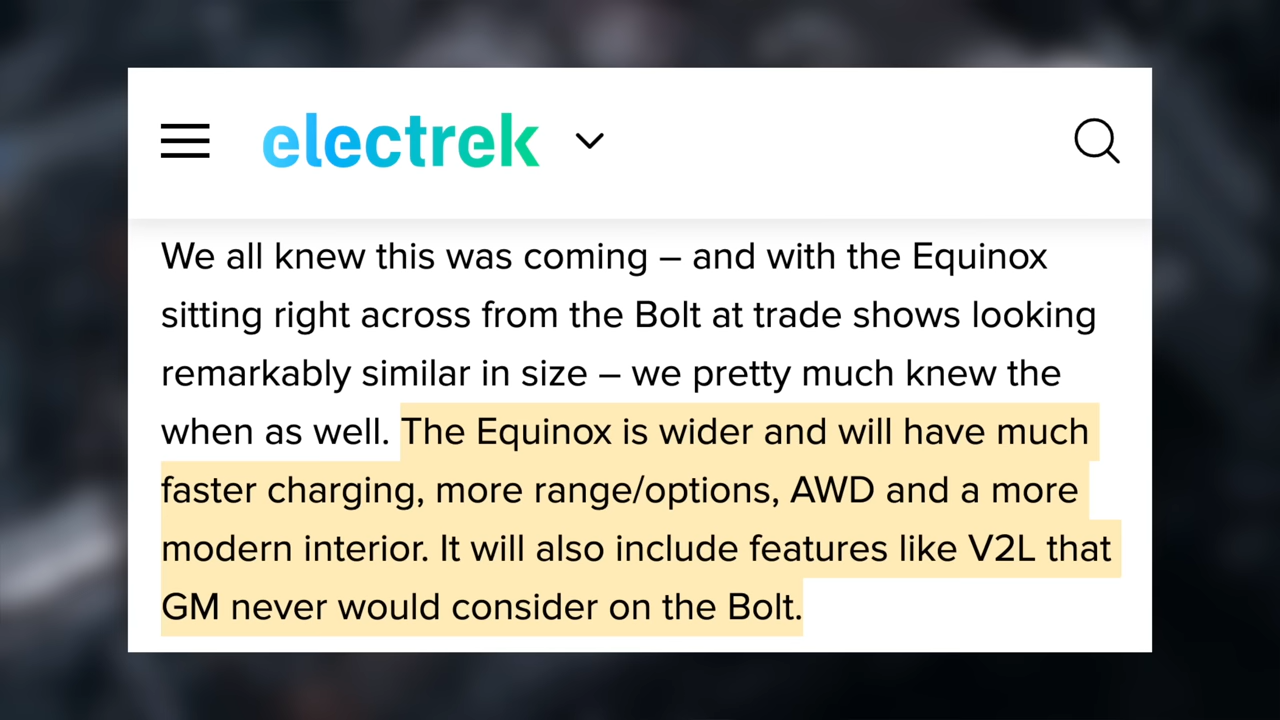 electrek
We all knew this was coming – and with the Equinox
sitting right across from the Bolt at trade shows looking
remarkably similar in size – we pretty much knew the
when as well. The Equinox is wider and will have much
faster charging, more range/options, AWD and a more
modern interior. It will also include features like V2L that
GM never would consider on the Bolt.